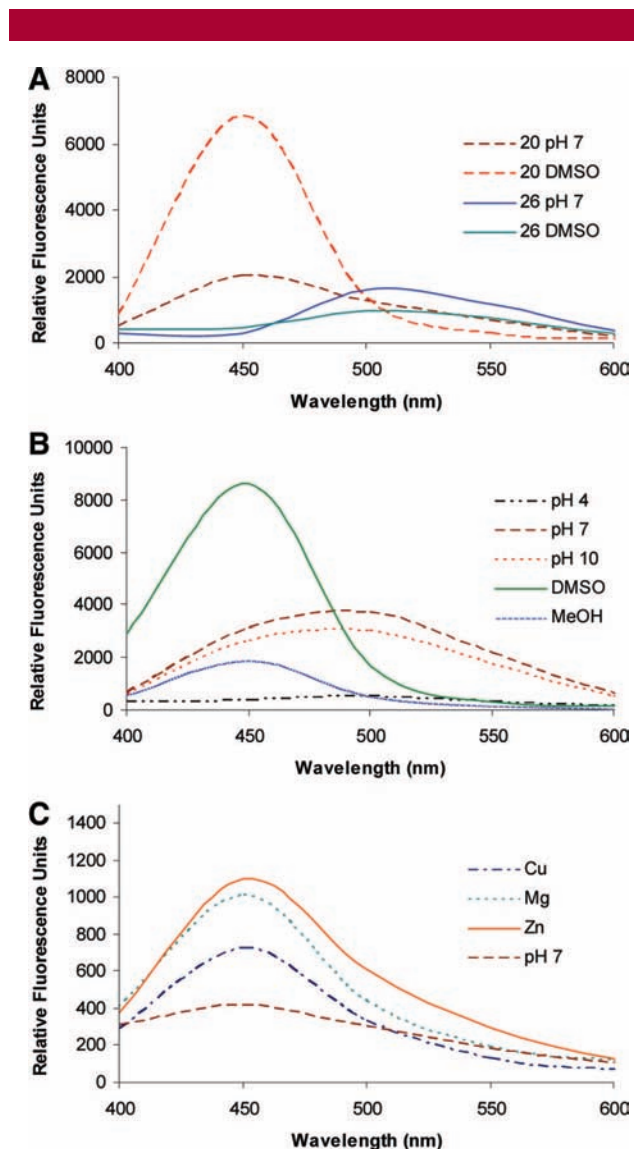 A
8000
6000
4000
2000
0
Relative Fluorescence Units
20 pH 7
20 DMSO
26 pH 7
26 DMSO
400 450 500 550 600
Wavelength (nm)
B
10000
8000
6000
4000
2000
0
Relative Fluorescence Units
pH 4
pH 7
pH 10
DMSO
MeOH
400 450 500 550 600
Wavelength (nm)
C
1400
1200
1000
800
600
400
200
0
Relative Fluorescence Units
Cu
Mg
Zn
pH 7
400 450 500 550 600
Wavelength (nm)